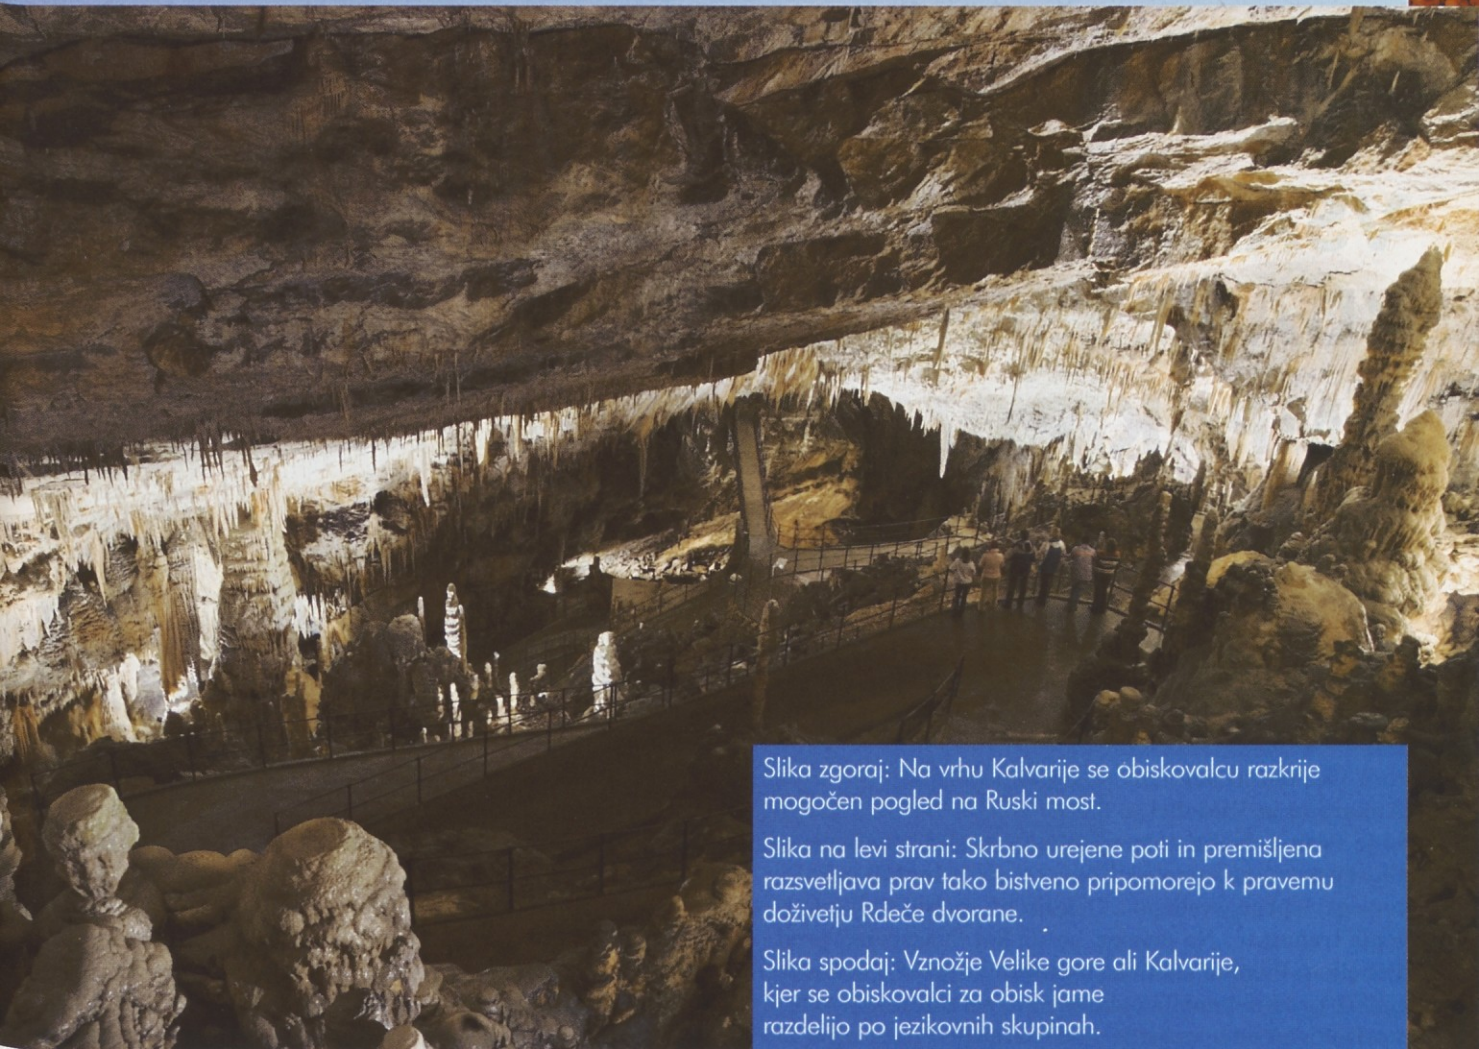 Slika zgoraj: Na vrhu Kalvarije se obiskovalcu razkrije
mogočen pogled na Ruski most.
Slika na levi strani: Skrbno urejene poti in premišljena
razsvetljava prav tako bistveno pripomorejo k pravemu
doživetju Rdeče dvorane.
Slika spodaj: Vznožje Velike gore ali Kalvarije,
kjer se obiskovalci za obisk jame
razdelijo po jezikovnih skupinah.